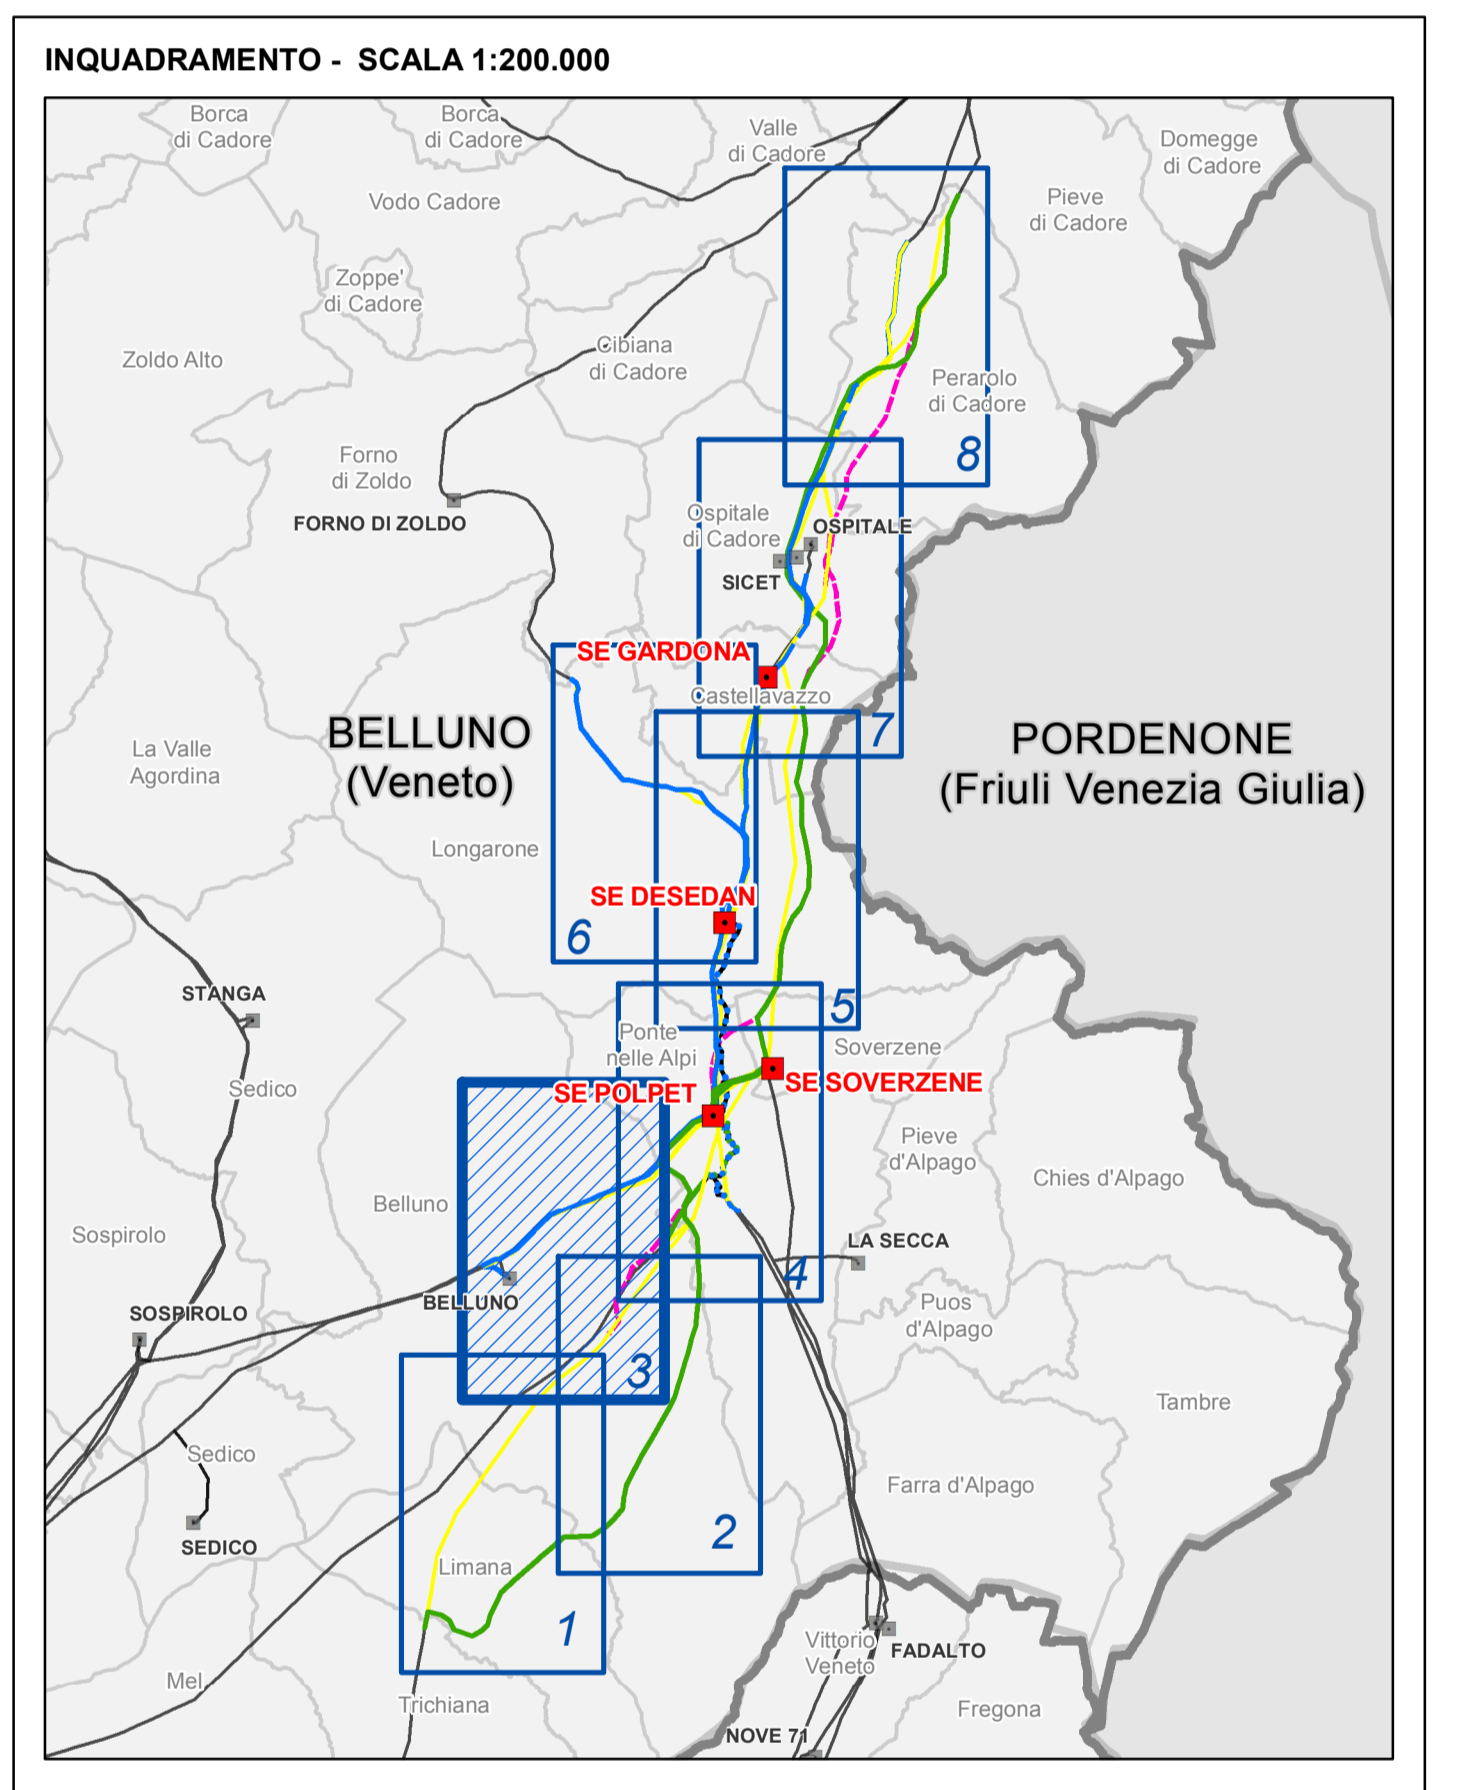 INQUADRAMENTO - SCALA 1:200.000
Borca
di Cadore
Borca
di Cadore
Valle
di Cadore
Domegge
di Cadore
Vodo Cadore
Pieve
di Cadore
Zoppe'
di Cadore
Zoldo Alto
Cibiana
di Cadore
Perarolo
di Cadore
8
Forno
di Zoldo
FORNO DI ZOLDO
Ospitale
di Cadore
OSPITALE
SICET
SE GARDONA
Castellavazzo
7
BELLUNO
(Veneto)
PORDENONE
(Friuli Venezia Giulia)
La Valle
Agordina
Longarone
SE DESEDAN
6
STANGA
5
Ponte
nelle Alpi
Soverzene
SE SOVERZENE
SE POLPET
Sedico
Pieve
d'Alpago
Chies d'Alpago
Belluno
Sospirolo
LA SECCA
4
BELLUNO
SOSPIROLO
Puos
d'Alpago
3
Tambre
Sedico
Farra d'Alpago
2
SEDICO
Limana
1
Vittorio
Veneto
FADALTO
Mel
Trichiana
Fregona
NOVE 71